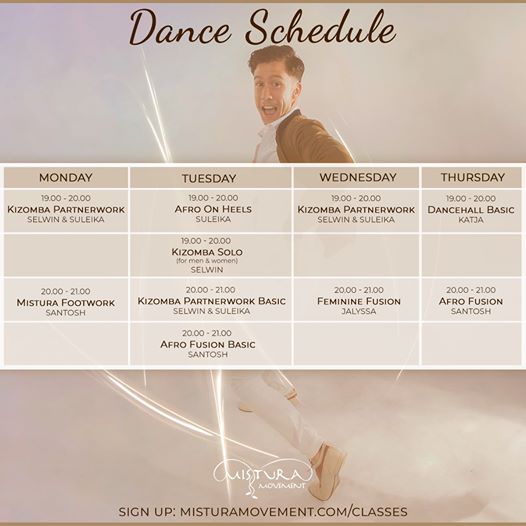 Dance Schedule
MONDAY
TUESDAY
WEDNESDAY
THURSDAY
19.00 - 20.00
KIZOMBA PARTNERWORK
SELWIN & SULEIKA
19.00 - 20.00
AFRO ON HEELS
SULEIKA
19.00 - 20.00
KIZOMBA PARTNERWORK
SELWIN & SULEIKA
19.00 - 20.00
DANCEHALL BASIC
KATJA
19.00 - 20.00
KIZOMBA SOLO
(for men & women)
SELWIN
20.00 - 21.00
MISTURA FOOTWORK
SANTOSH
20.00 - 21.00
KIZOMBA PARTNERWORK BASIC
SELWIN & SULEIKA
20.00 - 21.00
FEMININE FUSION
JALYSSA
20.00 - 21.00
AFRO FUSION
SANTOSH
20.00 - 21.00
AFRO FUSION BASIC
SANTOSH
MISTURA
MOVEMENT
SIGN UP: MISTURAMOVEMENT.COM/CLASSES